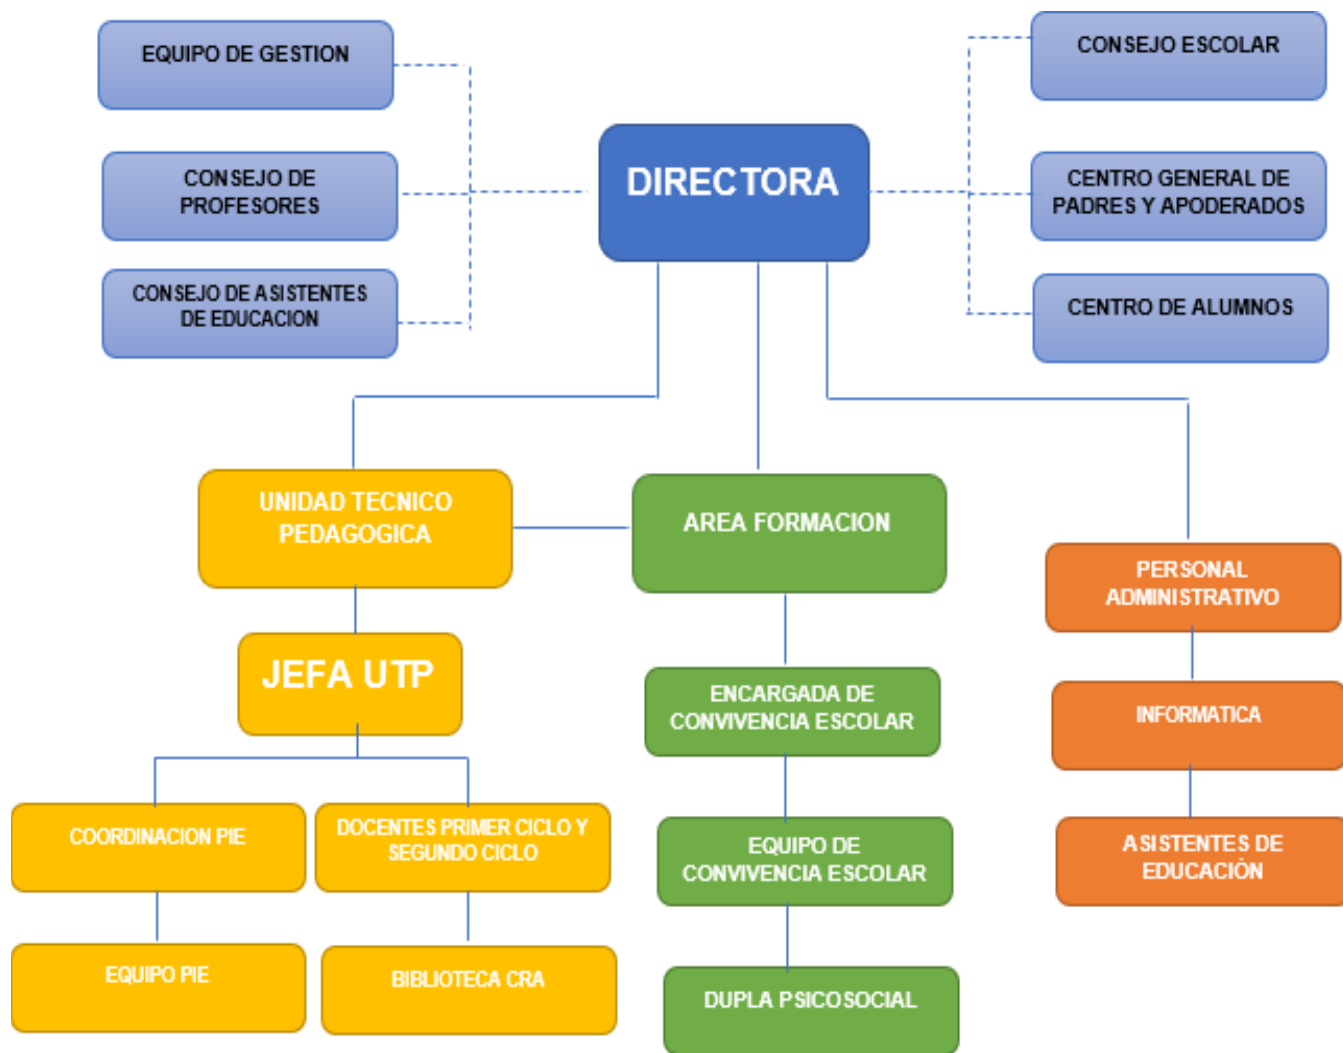 EQUIPO DE GESTION
CONSEJO ESCOLAR
DIRECTORA
CONSEJO DE
PROFESORES
CENTRO GENERAL DE
PADRES Y APODERADOS
CONSEJO DE ASISTENTES
DE EDUCACION
CENTRO DE ALUMNOS
UNIDAD TECNICO
PEDAGOGICA
AREA FORMACION
PERSONAL
ADMINISTRATIVO
JEFA UTP
ENCARGADA DE
CONVIVENCIA ESCOLAR
INFORMATICA
COORDINACION PIE
DOCENTES PRIMER CICLO Y
SEGUNDO CICLO
EQUIPO DE
CONVIVENCIA ESCOLAR
ASISTENTES DE
EDUCACIÓN
EQUIPO PIE
BIBLIOTECA CRA
DUPLA PSICOSOCIAL